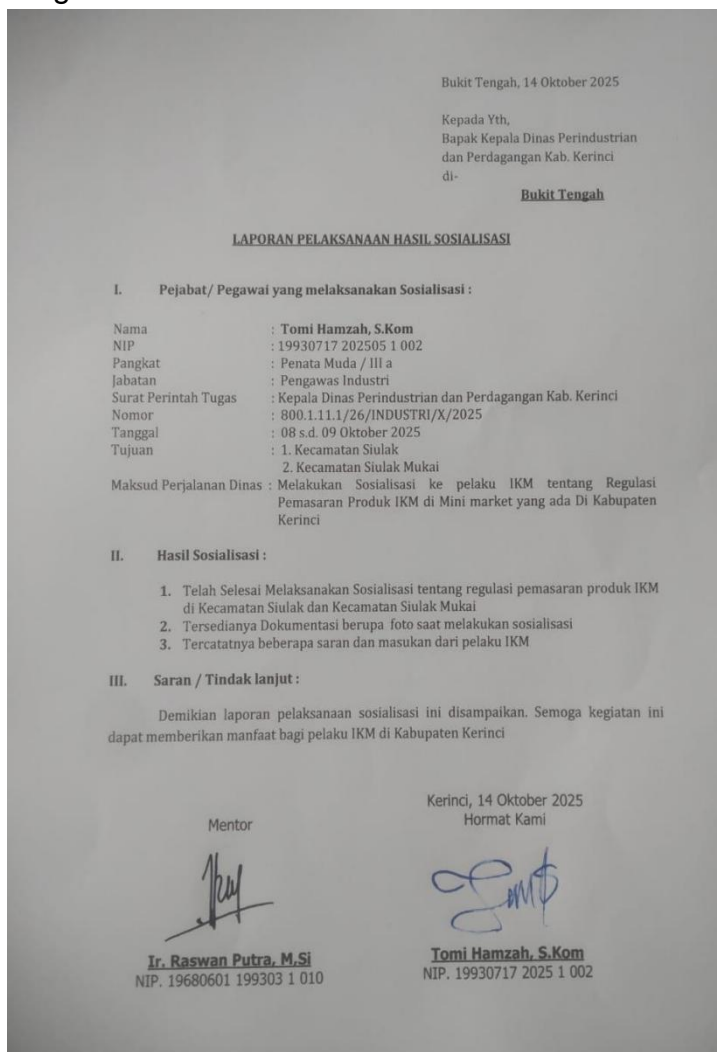 Bukit Tengah, 14 Oktober 2025
Kepada Yth,
Bapak Kepala Dinas Perindustrian
dan Perdagangan Kab. Kerinci
di-
Bukit Tengah
LAPORAN PELAKSANAAN HASIL SOSIALISASI
I. Pejabat/ Pegawai yang melaksanakan Sosialisasi :
Nama : Tomi Hamzah, S.Kom
NIP : 19930717 202505 1 002
Pangkat : Penata Muda / III a
Jabatan : Pengawas Industri
Surat Perintah Tugas : Kepala Dinas Perindustrian dan Perdagangan Kab. Kerinci
Nomor : 800.1.11.1/26/INDUSTRI/X/2025
Tanggal : 08 s.d. 09 Oktober 2025
Tujuan : 1. Kecamatan Siulak
2. Kecamatan Siulak Mukai
Maksud Perjalanan Dinas : Melakukan Sosialisasi ke pelaku IKM tentang Regulasi
Pemasaran Produk IKM di Mini market yang ada Di Kabupaten
Kerinci
II. Hasil Sosialisasi :
1. Telah Selesai Melaksanakan Sosialisasi tentang regulasi pemasaran produk IKM
di Kecamatan Siulak dan Kecamatan Siulak Mukai
2. Tersedianya Dokumentasi berupa foto saat melakukan sosialisasi
3. Tercatatnya beberapa saran dan masukan dari pelaku IKM
III. Saran / Tindak lanjut :
Demikian laporan pelaksanaan sosialisasi ini disampaikan. Semoga kegiatan ini
dapat memberikan manfaat bagi pelaku IKM di Kabupaten Kerinci
Kerinci, 14 Oktober 2025
Mentor Hormat Kami
Ir. Raswan Putra, M.Si Tomi Hamzah, S.Kom
NIP. 19680601 199303 1 010 NIP. 19930717 2025 1 002